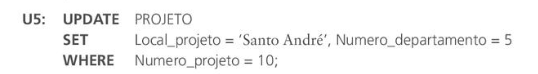 U5: UPDATE PROJETO
SET Local_projeto = ‘Santo André’, Numero_departamento = 5
WHERE Numero_projeto = 10;